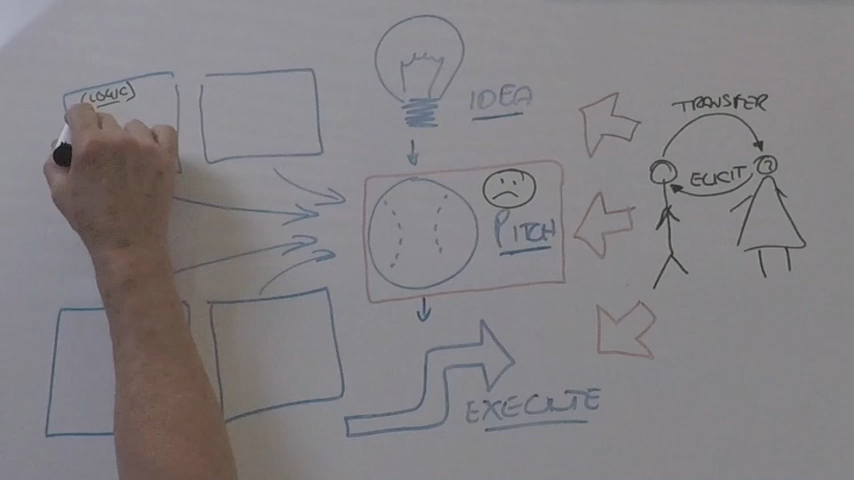 (LOGIC)
IDEA
TRANSFER
ELICIT
PITCH
EXECUTE